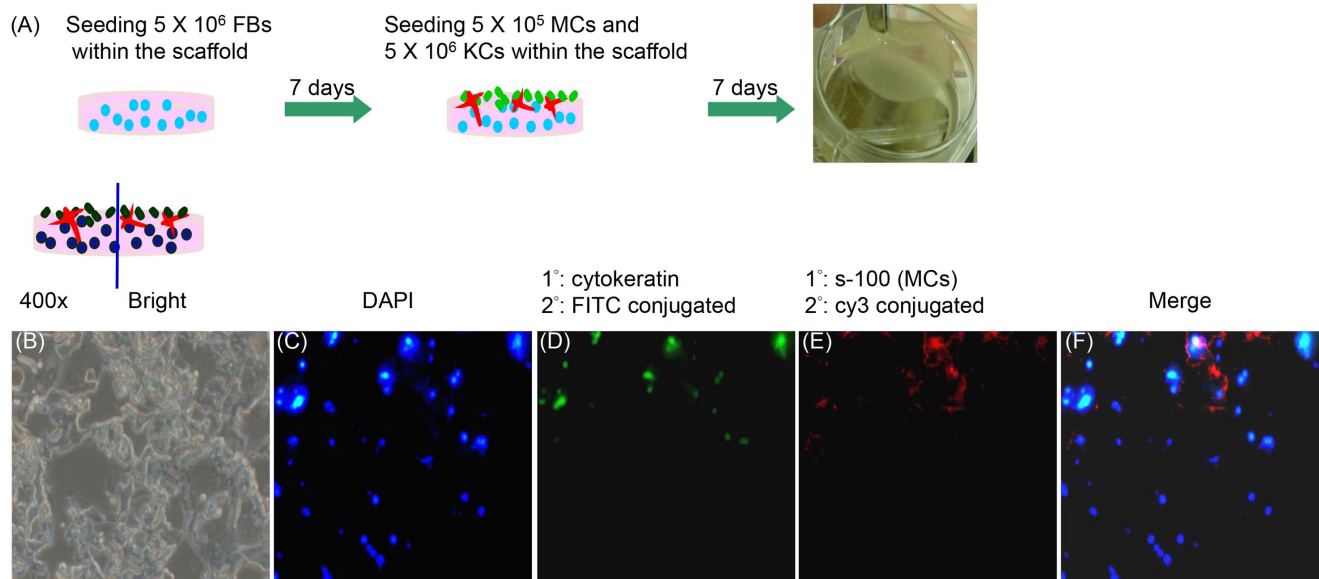 (A)
Seeding 5 X 10⁶ FBs
within the scaffold
7 days
Seeding 5 X 10⁵ MCs and
5 X 10⁶ KCs within the scaffold
7 days
400x
Bright
DAPI
1°: cytokeratin
2°: FITC conjugated
1°: s-100 (MCs)
2°: cy3 conjugated
Merge
(B)
(C)
(D)
(E)
(F)